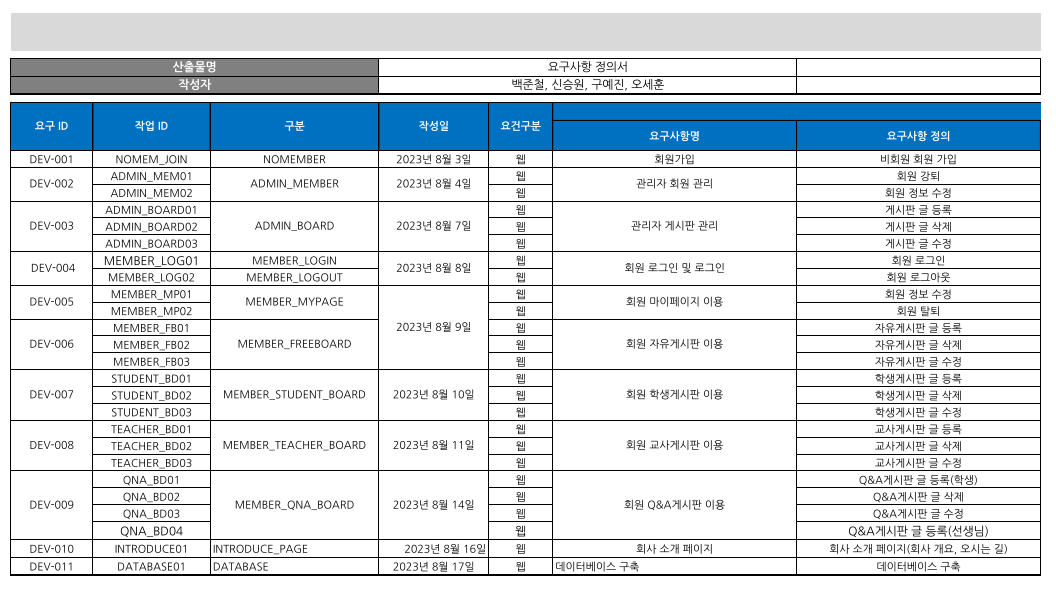 산출물명 요구사항 정의서
작성자 백준철, 신승원, 구예진, 오세훈
요구 ID 작업 ID 구분 작성일 요건구분 요구사항명 요구사항 정의
DEV-001 NOMEM_JOIN NOMEMBER 2023년 8월 3일 웹 회원가입 비회원 회원 가입
DEV-002 ADMIN_MEM01 ADMIN_MEMBER 2023년 8월 4일 웹 관리자 회원 관리 회원 강퇴
ADMIN_MEM02 웹 회원 정보 수정
DEV-003 ADMIN_BOARD01 ADMIN_BOARD 2023년 8월 7일 웹 관리자 게시판 관리 게시판 글 등록
ADMIN_BOARD02 웹 게시판 글 삭제
ADMIN_BOARD03 웹 게시판 글 수정
DEV-004 MEMBER_LOG01 MEMBER_LOGIN 2023년 8월 8일 웹 회원 로그인 및 로그인 회원 로그인
MEMBER_LOG02 MEMBER_LOGOUT 웹 회원 로그아웃
DEV-005 MEMBER_MP01 MEMBER_MYPAGE 2023년 8월 9일 웹 회원 마이페이지 이용 회원 정보 수정
MEMBER_MP02 웹 회원 탈퇴
DEV-006 MEMBER_FB01 MEMBER_FREEBOARD 웹 회원 자유게시판 이용 자유게시판 글 등록
MEMBER_FB02 웹 자유게시판 글 삭제
MEMBER_FB03 웹 자유게시판 글 수정
DEV-007 STUDENT_BD01 MEMBER_STUDENT_BOARD 2023년 8월 10일 웹 회원 학생게시판 이용 학생게시판 글 등록
STUDENT_BD02 웹 학생게시판 글 삭제
STUDENT_BD03 웹 학생게시판 글 수정
DEV-008 TEACHER_BD01 MEMBER_TEACHER_BOARD 2023년 8월 11일 웹 회원 교사게시판 이용 교사게시판 글 등록
TEACHER_BD02 웹 교사게시판 글 삭제
TEACHER_BD03 웹 교사게시판 글 수정
DEV-009 QNA_BD01 MEMBER_QNA_BOARD 2023년 8월 14일 웹 회원 Q&A게시판 이용 Q&A게시판 글 등록(학생)
QNA_BD02 웹 Q&A게시판 글 삭제
QNA_BD03 웹 Q&A게시판 글 수정
QNA_BD04 웹 Q&A게시판 글 등록(선생님)
DEV-010 INTRODUCE01 INTRODUCE_PAGE 2023년 8월 16일 웹 회사 소개 페이지 회사 소개 페이지(회사 개요, 오시는 길)
DEV-011 DATABASE01 DATABASE 2023년 8월 17일 웹 데이터베이스 구축 데이터베이스 구축